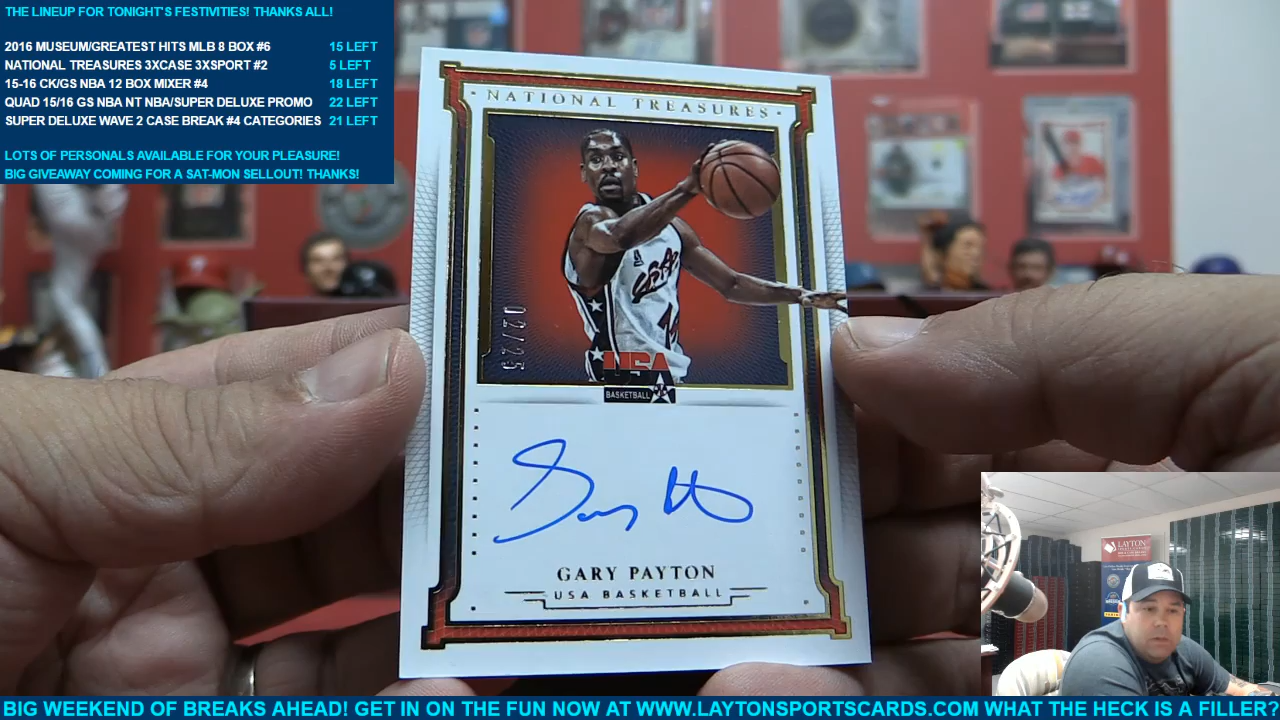 THE LINEUP FOR TONIGHT'S FESTIVITIES! THANKS ALL!
2016 MUSEUM/GREATEST HITS MLB 8 BOX #6 15 LEFT
NATIONAL TREASURES 3XCASE 3XSPORT #2 5 LEFT
15-16 CK/GS NBA 12 BOX MIXER #4 18 LEFT
QUAD 15/16 GS NBA NT NBA/SUPER DELUXE PROMO 22 LEFT
SUPER DELUXE WAVE 2 CASE BREAK #4 CATEGORIES 21 LEFT
LOTS OF PERSONALS AVAILABLE FOR YOUR PLEASURE!
BIG GIVEAWAY COMING FOR A SAT-MON SELLOUT! THANKS!
NATIONAL TREASURES
02/25
USA
USA
BASKETBALL
GARY PAYTON
USA BASKETBALL
LAYTON
BIG WEEKEND OF BREAKS AHEAD! GET IN ON THE FUN NOW AT WWW.LAYTONSPORTSCARDS.COM WHAT THE HECK IS A FILLER?